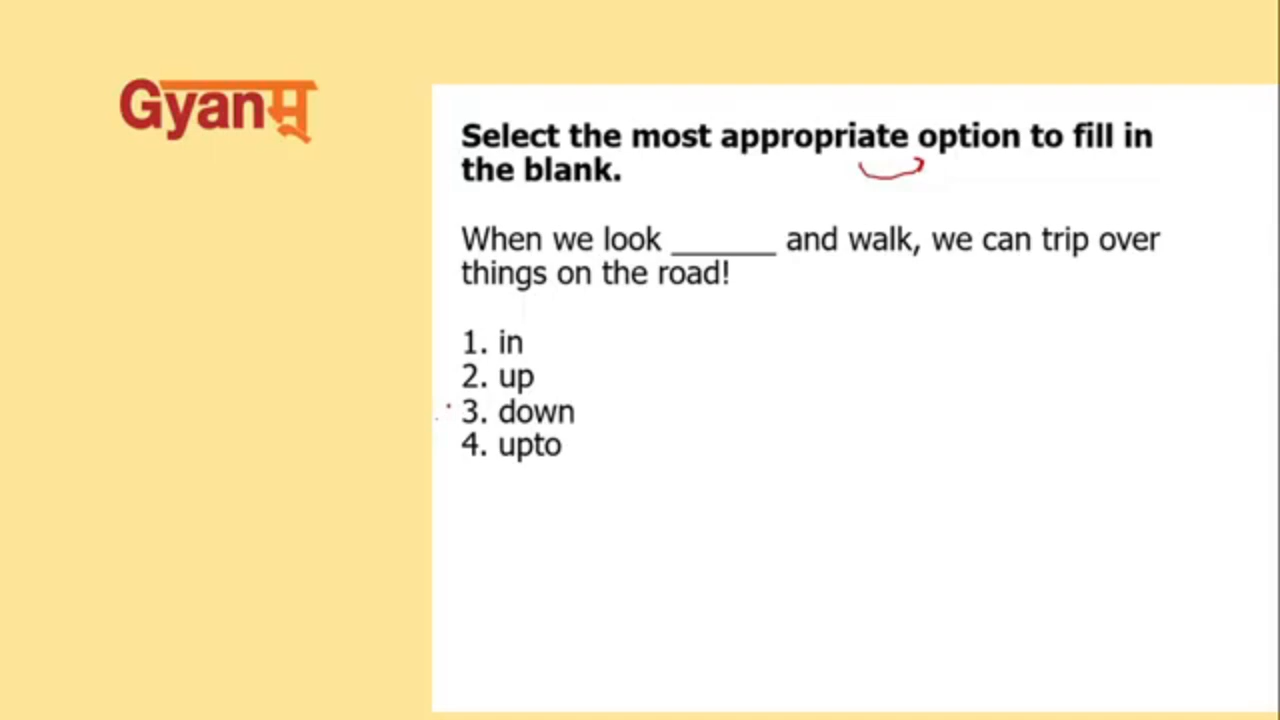 Gyanम्
Select the most appropriate option to fill in
the blank.
When we look _______ and walk, we can trip over
things on the road!
1. in
2. up
3. down
4. upto